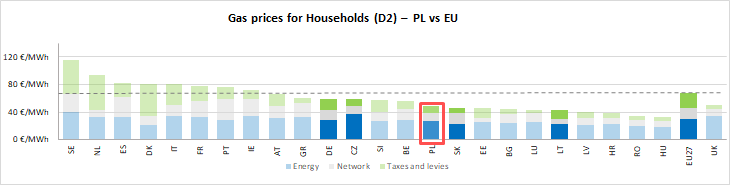 Gas prices for Households (D2) – PL vs EU
120 €/MWh
80 €/MWh
40 €/MWh
0 €/MWh
SE NL ES DK IT FR PT IE AT GR DE CZ SI BE PL SK EE BG LU LT LV HR RO HU EU27 UK
Energy Network Taxes and levies